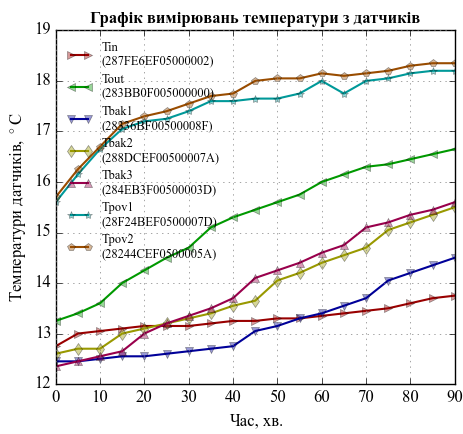 Графік вимірювань температури з датчиків
Температури датчиків, ° C
19
18
17
16
15
14
13
12
Tin
(287FE6EF05000002)
Tout
(283BB0F005000000)
Tbak1
(28336BF00500008F)
Tbak2
(288DCEF00500007A)
Tbak3
(284EB3F00500003D)
Tpov1
(28F24BEF0500007D)
Tpov2
(28244CEF0500005A)
0 10 20 30 40 50 60 70 80 90
Час, хв.